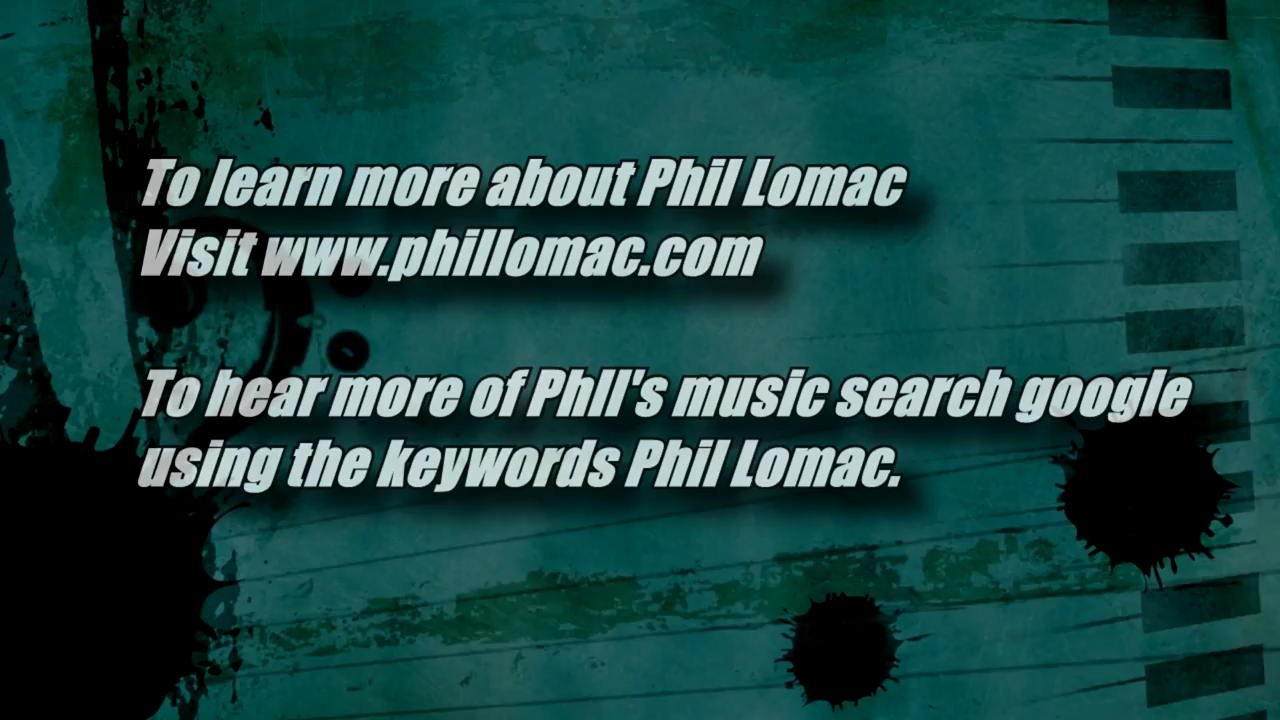 To learn more about Phil Lomac
Visit www.phillomac.com
To hear more of PhIl's music search google
using the keywords Phil Lomac.